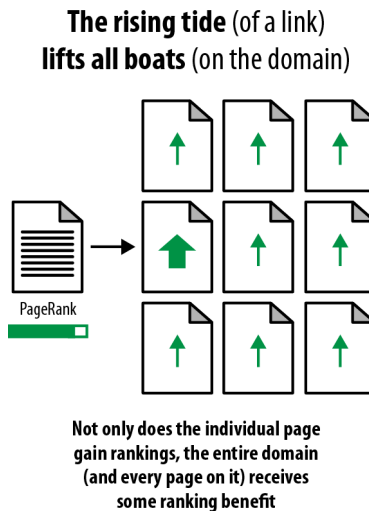 The rising tide (of a link)
lifts all boats (on the domain)
PageRank
Not only does the individual page
gain rankings, the entire domain
(and every page on it) receives
some ranking benefit